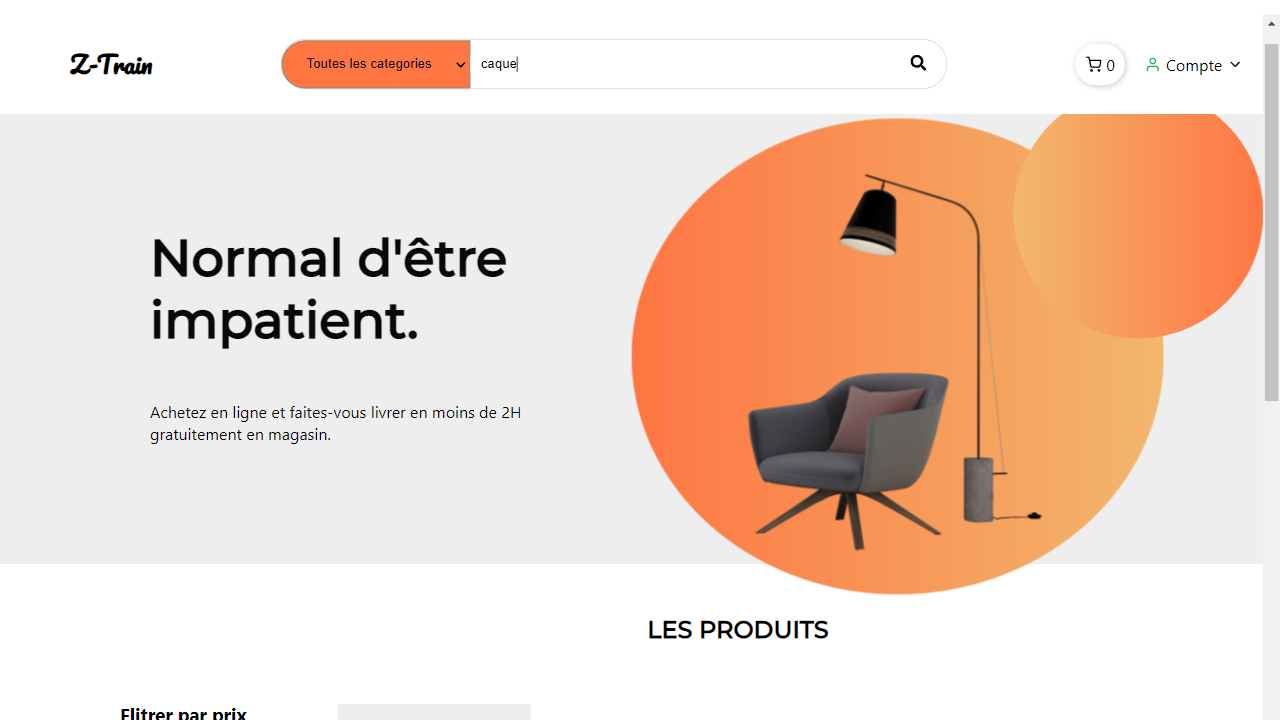 Z-Train
Toutes les categories
caque
0
Compte
Normal d'être
impatient.
Achetez en ligne et faites-vous livrer en moins de 2H
gratuitement en magasin.
LES PRODUITS
Flitrer par prix